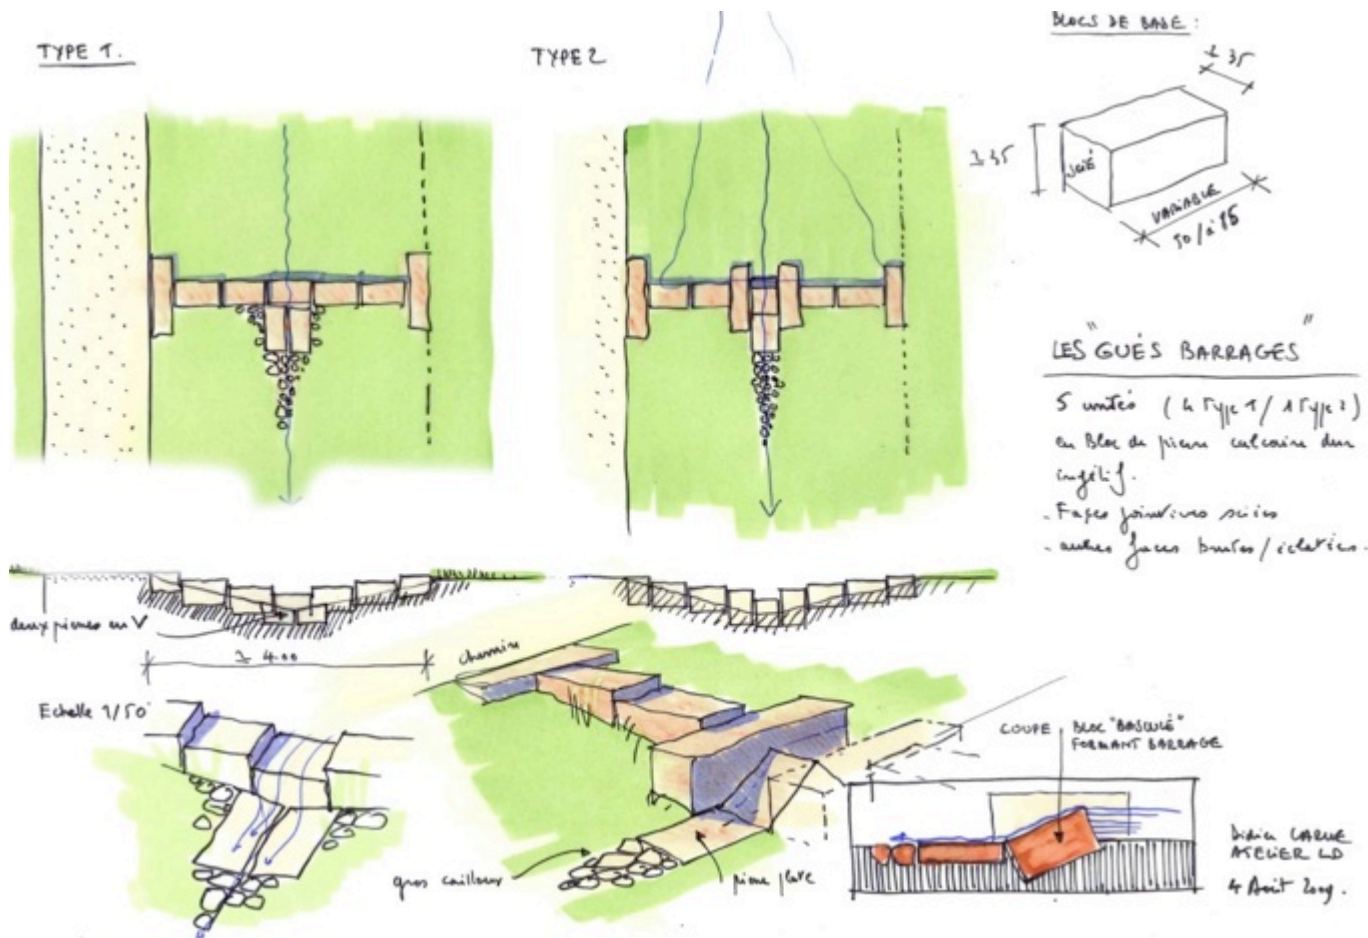 TYPE 1.
TYPE 2
BLOCS DE BASE :
± 35
± 35
SCIÉ
VARIABLE
50/à 85
LES "GUÉS BARRAGES"
5 unités (4 Type 1 / 1 Type 2)
en Bloc de pierre calcaire dur
ingélif.
- Faces jointives sciées
- autres faces brutes / éclatées.
deux pierres en V
± 4.00
Echelle 1/50
chemin
gros cailloux
pierre plate
COUPE
BLOC "BASCULÉ"
FORMANT BARRAGE
Didier
ATELIER LD
4 Août 2009.